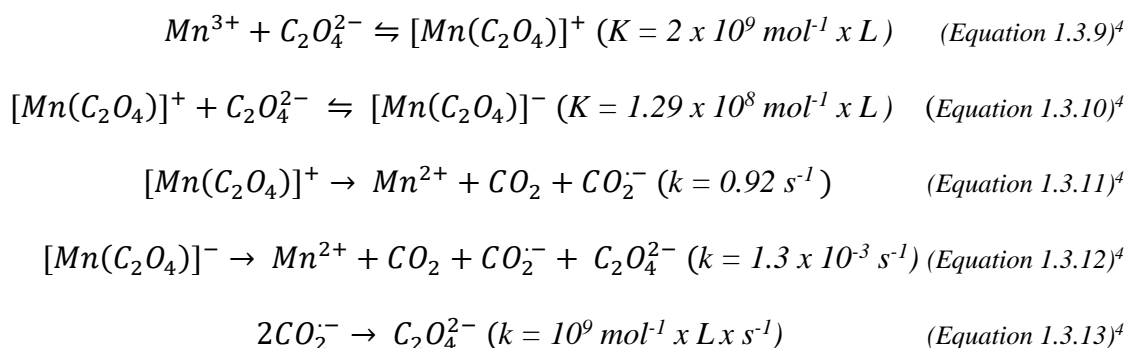 Mn³⁺ + C₂O₄²⁻ ⇋ [Mn(C₂O₄)]⁺ (K = 2 x 10⁹ mol⁻¹ x L) (Equation 1.3.9)⁴
[Mn(C₂O₄)]⁺ + C₂O₄²⁻ ⇋ [Mn(C₂O₄)]⁻ (K = 1.29 x 10⁸ mol⁻¹ x L) (Equation 1.3.10)⁴
[Mn(C₂O₄)]⁺ → Mn²⁺ + CO₂ + CO₂·⁻ (k = 0.92 s⁻¹) (Equation 1.3.11)⁴
[Mn(C₂O₄)]⁻ → Mn²⁺ + CO₂ + CO₂·⁻ + C₂O₄²⁻ (k = 1.3 x 10⁻³ s⁻¹) (Equation 1.3.12)⁴
2CO₂·⁻ → C₂O₄²⁻ (k = 10⁹ mol⁻¹ x L x s⁻¹) (Equation 1.3.13)⁴